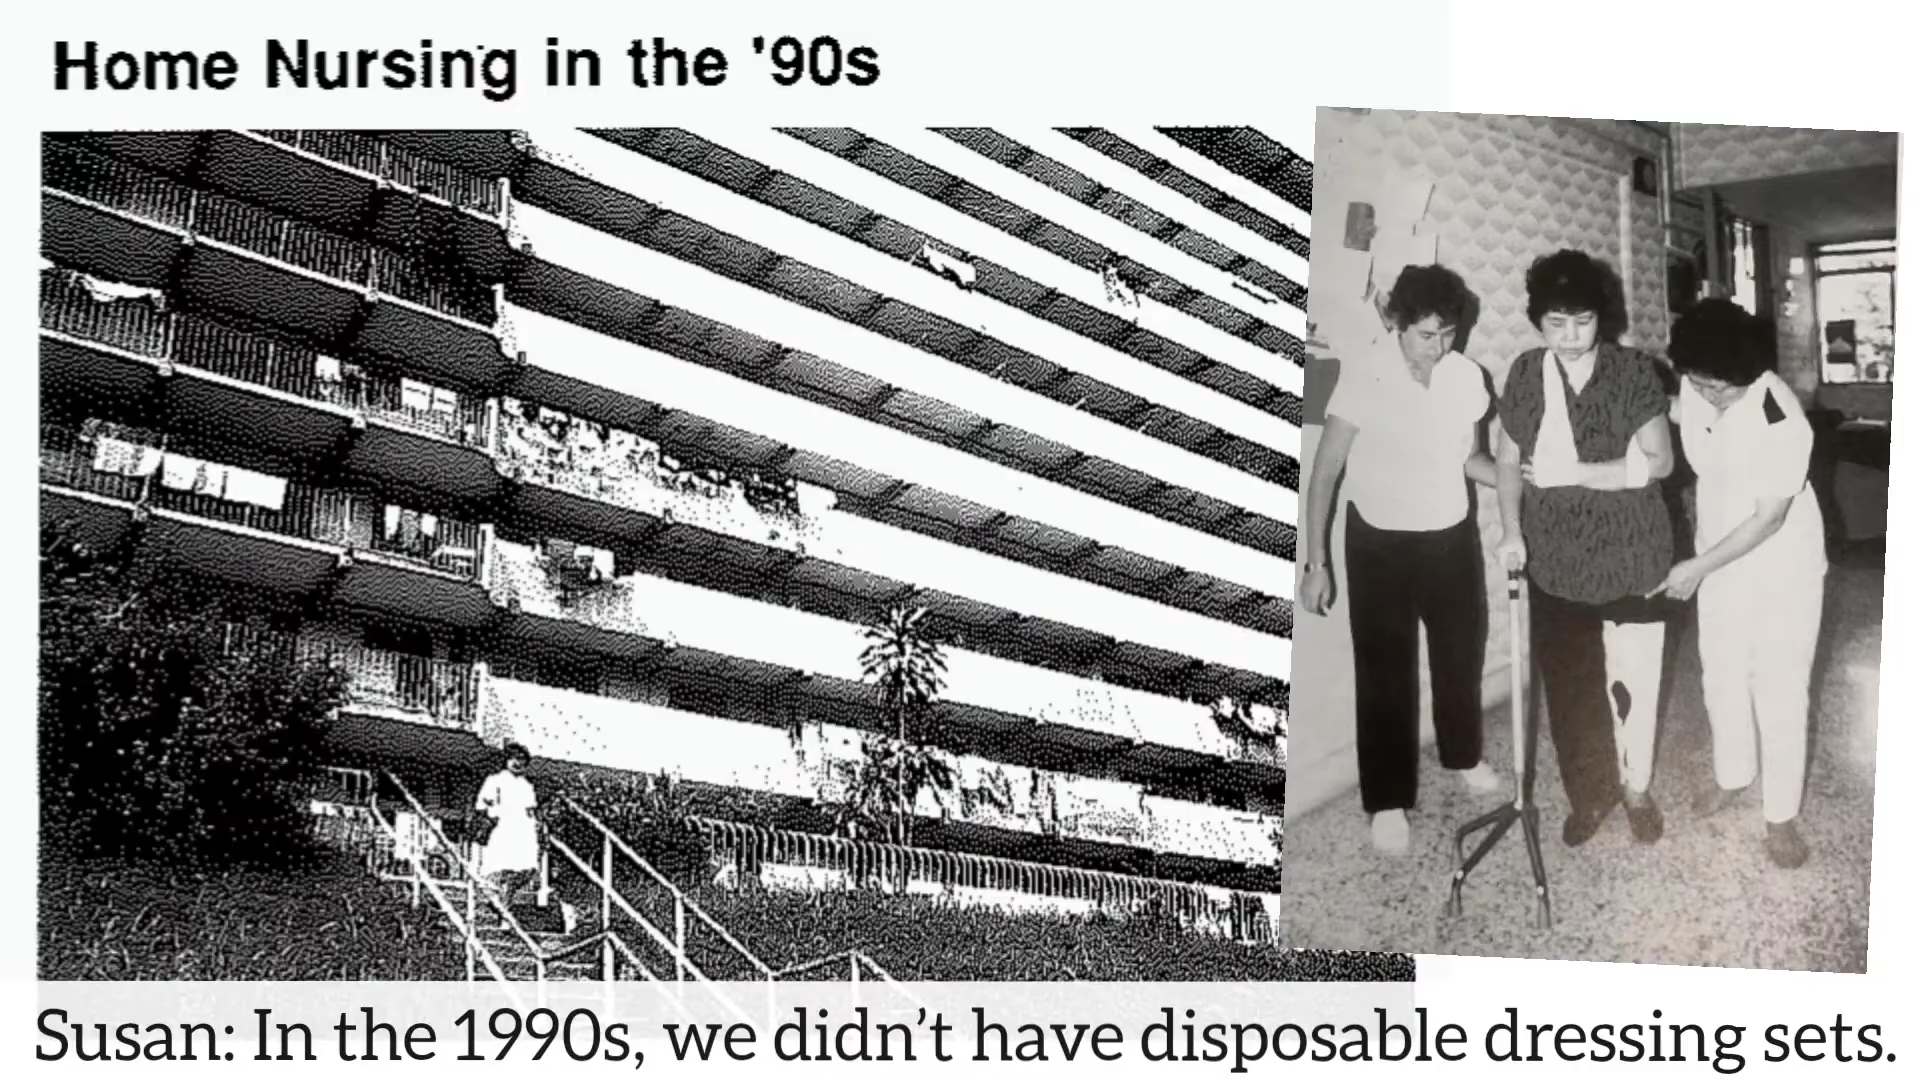 Home Nursing in the '90s
Susan: In the 1990s, we didn’t have disposable dressing sets.